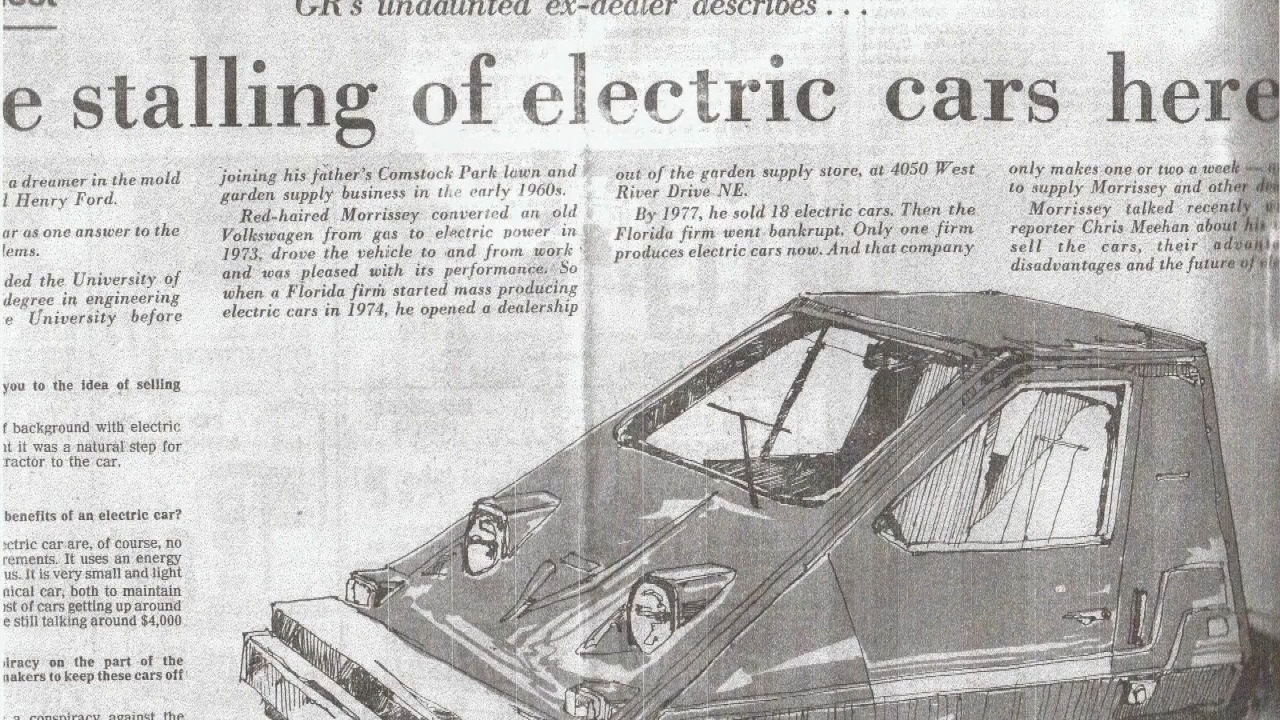 GR's undaunted ex-dealer describes . . .
e stalling of electric cars here
a dreamer in the mold
Henry Ford.
ar as one answer to the
lems.
ded the University of
degree in engineering
e University before
you to the idea of selling
f background with electric
it was a natural step for
ractor to the car.
benefits of an electric car?
ectric car are, of course, no
rements. It uses an energy
us. It is very small and light
nical car, both to maintain
st of cars getting up around
e still talking around $4,000
iracy on the part of the
makers to keep these cars off
a conspiracy against the
joining his father's Comstock Park lawn and
garden supply business in the early 1960s.
Red-haired Morrissey converted an old
Volkswagen from gas to electric power in
1973, drove the vehicle to and from work
and was pleased with its performance. So
when a Florida firm started mass producing
electric cars in 1974, he opened a dealership
out of the garden supply store, at 4050 West
River Drive NE.
By 1977, he sold 18 electric cars. Then the
Florida firm went bankrupt. Only one firm
produces electric cars now. And that company
only makes one or two a week —
to supply Morrissey and other
Morrissey talked recently
reporter Chris Meehan about
sell the cars, their
disadvantages and the future of